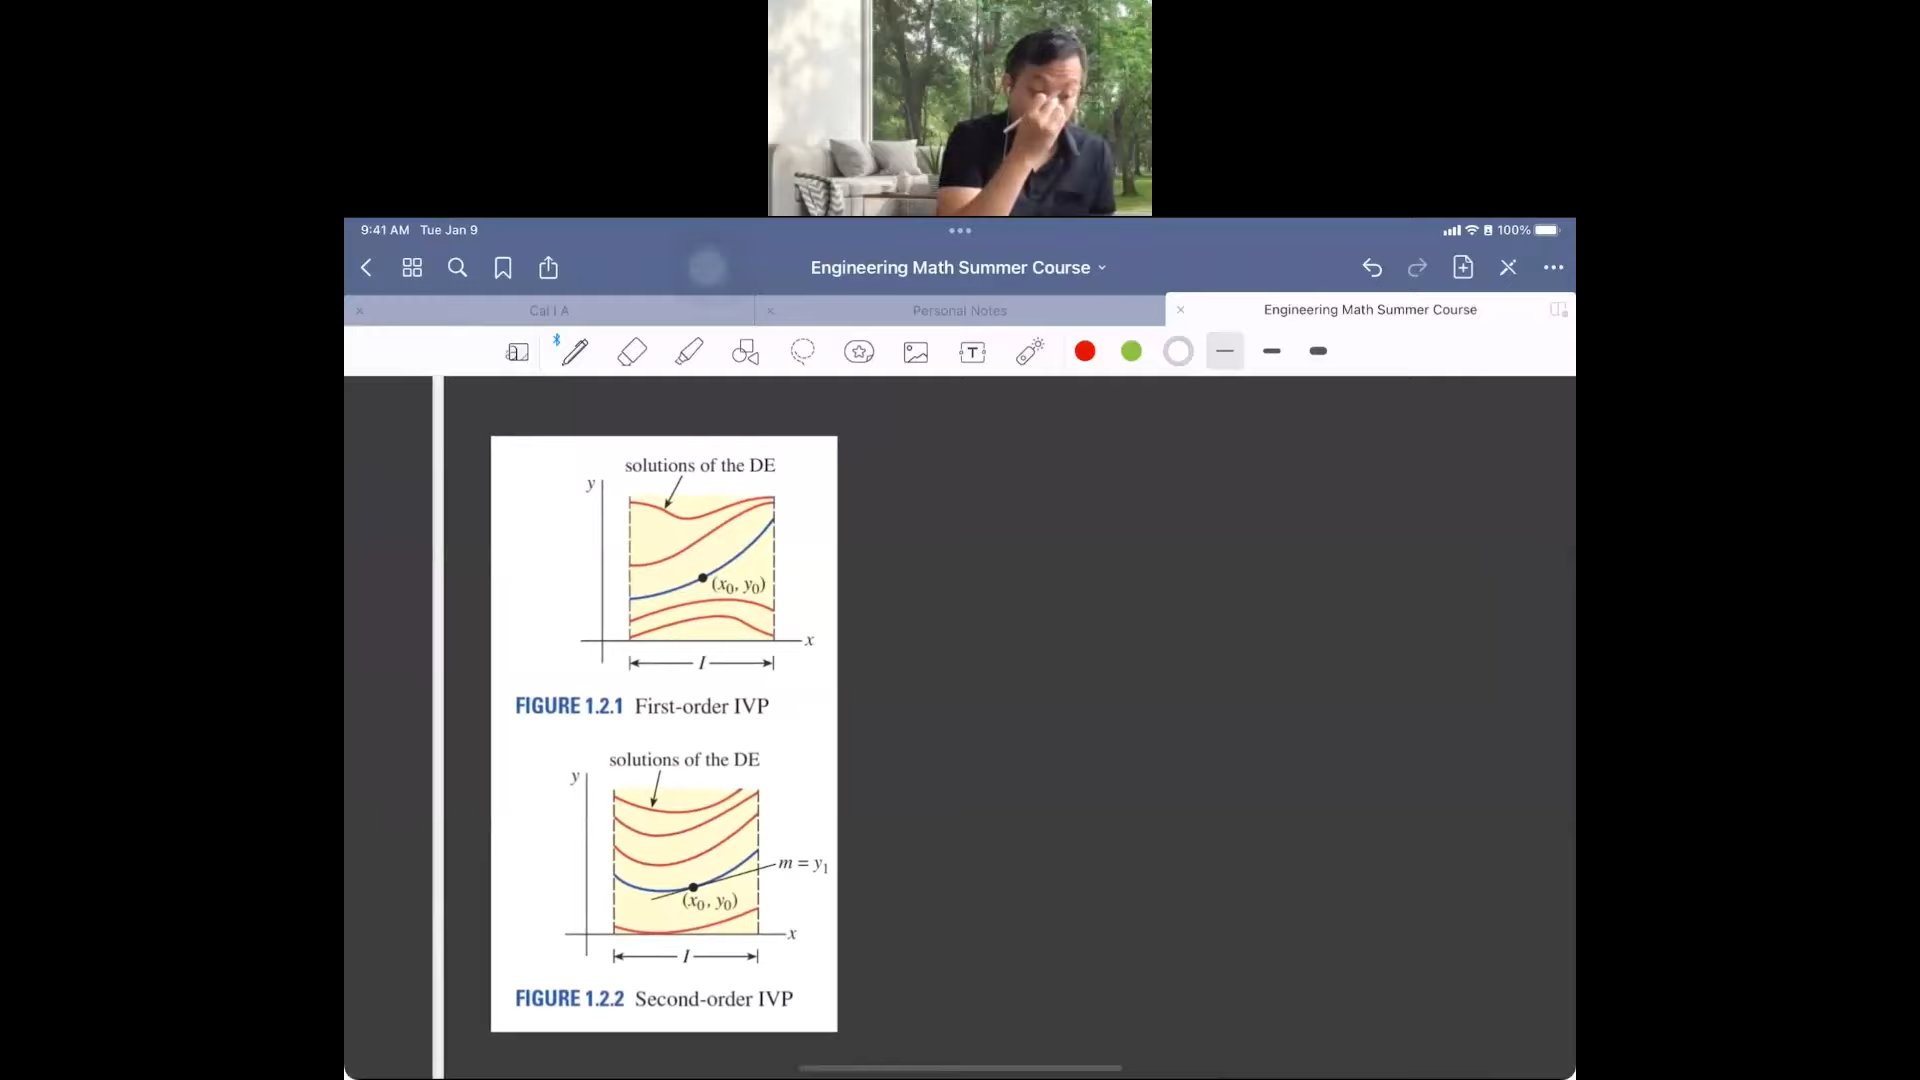 9:41 AM Tue Jan 9
100%
Engineering Math Summer Course
Cal I A
Personal Notes
Engineering Math Summer Course
T
solutions of the DE
y
(x₀, y₀)
x
I
FIGURE 1.2.1 First-order IVP
solutions of the DE
y
m = y₁
(x₀, y₀)
x
I
FIGURE 1.2.2 Second-order IVP